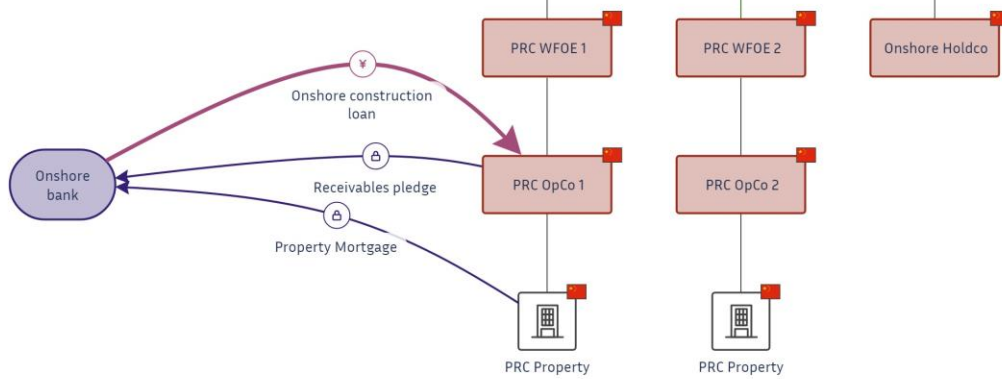 PRC WFOE 1
PRC WFOE 2
Onshore Holdco
¥
Onshore construction
loan
Onshore
bank
Receivables pledge
PRC OpCo 1
PRC OpCo 2
Property Mortgage
PRC Property
PRC Property